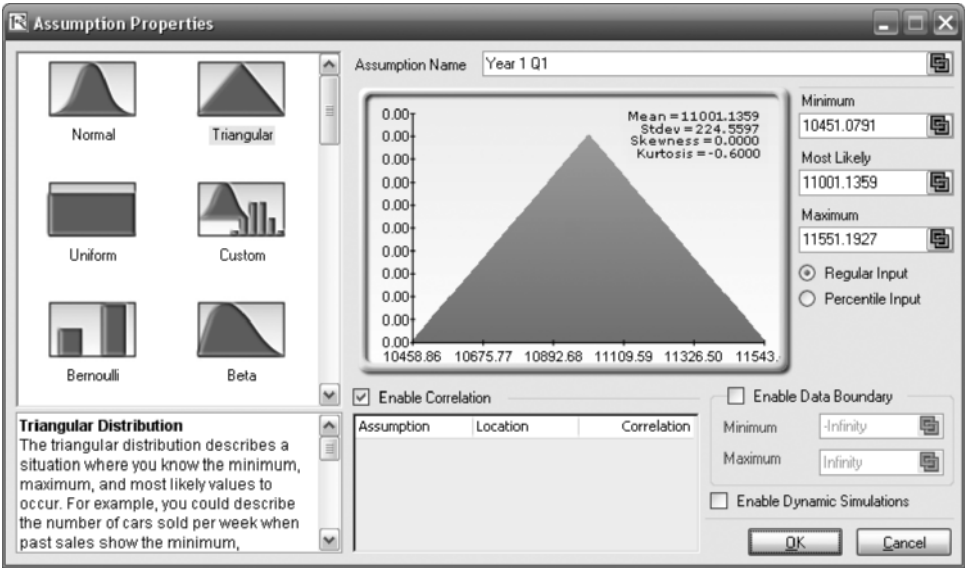 Assumption Properties
Normal
Triangular
Uniform
Custom
Bernoulli
Beta
Triangular Distribution
The triangular distribution describes a
situation where you know the minimum,
maximum, and most likely values to
occur. For example, you could describe
the number of cars sold per week when
past sales show the minimum,
Assumption Name
Year 1 Q1
Mean = 11001.1359
Stdev = 224.5597
Skewness = 0.0000
Kurtosis = -0.6000
0.00
0.00
0.00
0.00
0.00
0.00
0.00
0.00
0.00
0.00
0.00
10458.86 10675.77 10892.68 11109.59 11326.50 11543.
Minimum
10451.0791
Most Likely
11001.1359
Maximum
11551.1927
Regular Input
Percentile Input
Enable Correlation
Assumption Location Correlation
Enable Data Boundary
Minimum -Infinity
Maximum Infinity
Enable Dynamic Simulations
OK Cancel